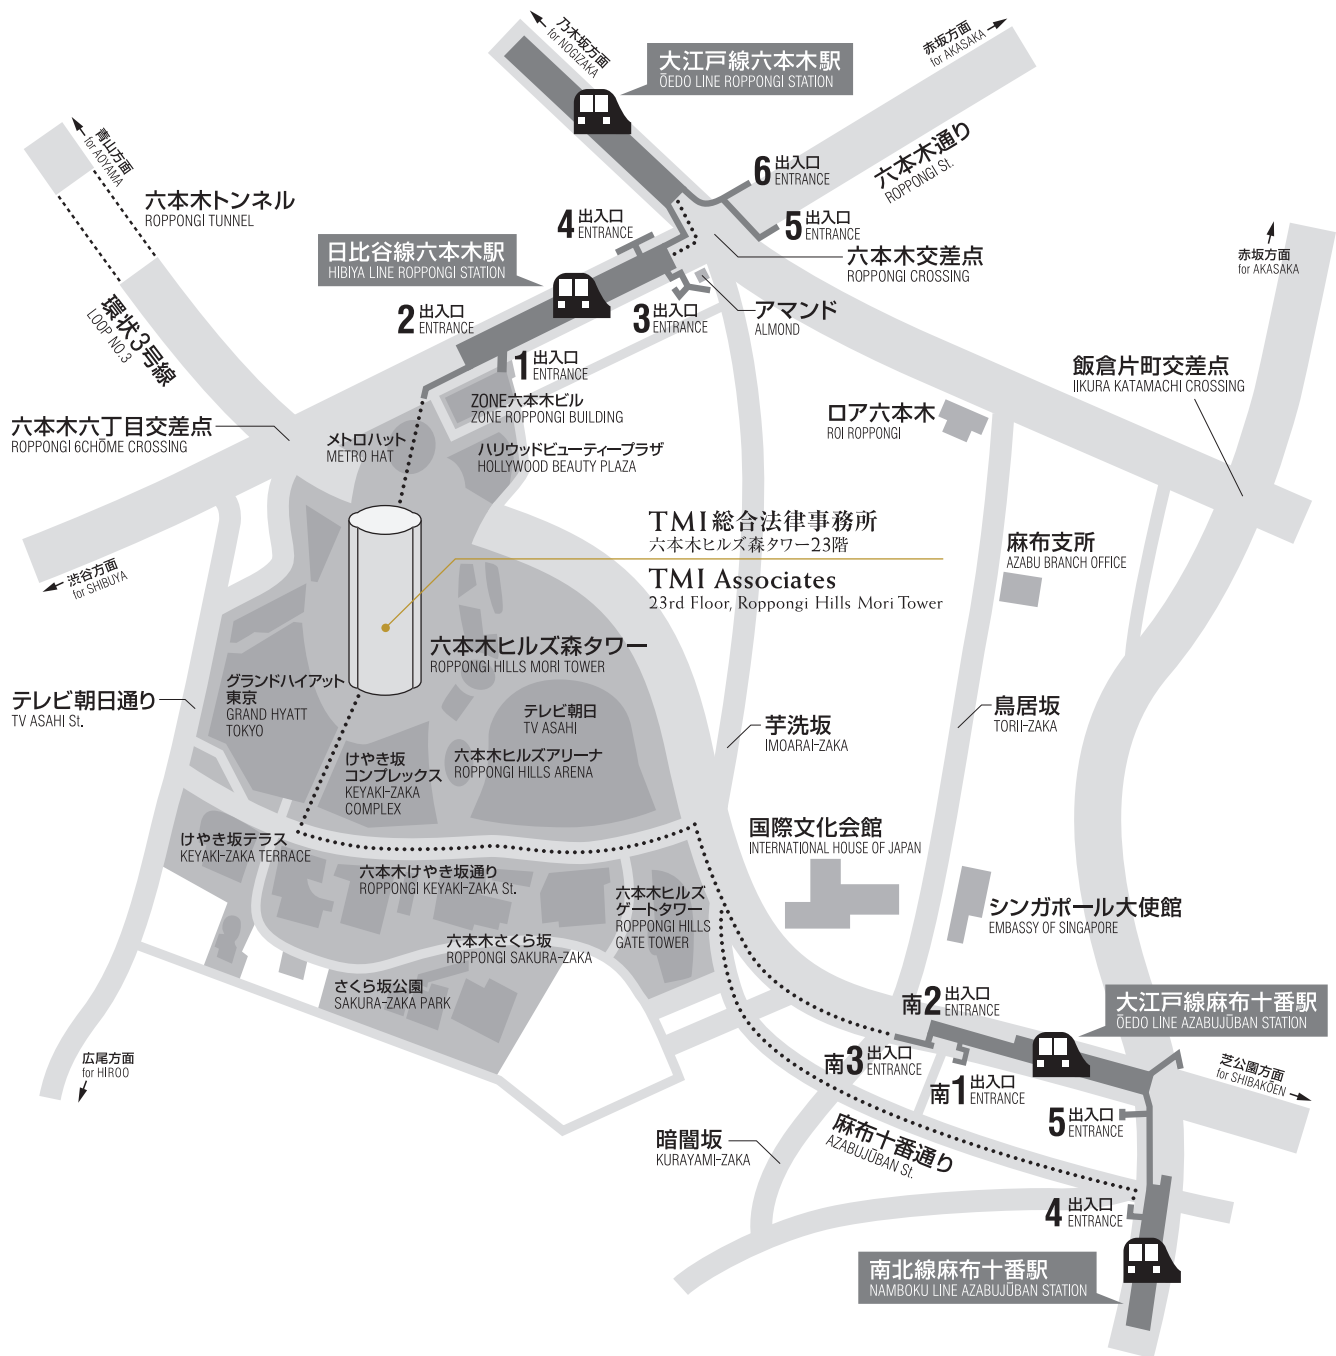 乃木坂方面
for NOGIZAKA
大江戸線六本木駅
ŌEDO LINE ROPPONGI STATION
赤坂方面
for AKASAKA
青山方面
for AOYAMA
六本木トンネル
ROPPONGI TUNNEL
六本木通り
ROPPONGI St.
6 出入口
ENTRANCE
5 出入口
ENTRANCE
4 出入口
ENTRANCE
日比谷線六本木駅
HIBIYA LINE ROPPONGI STATION
六本木交差点
ROPPONGI CROSSING
赤坂方面
for AKASAKA
環状3号線
LOOP NO.3
2 出入口
ENTRANCE
3 出入口
ENTRANCE
アマンド
ALMOND
1 出入口
ENTRANCE
飯倉片町交差点
IIKURA KATAMACHI CROSSING
ZONE六本木ビル
ZONE ROPPONGI BUILDING
ロア六本木
ROI ROPPONGI
六本木六丁目交差点
ROPPONGI 6CHŌME CROSSING
メトロハット
METRO HAT
ハリウッドビューティープラザ
HOLLYWOOD BEAUTY PLAZA
TMI総合法律事務所
六本木ヒルズ森タワー23階
TMI Associates
23rd Floor, Roppongi Hills Mori Tower
麻布支所
AZABU BRANCH OFFICE
渋谷方面
for SHIBUYA
六本木ヒルズ森タワー
ROPPONGI HILLS MORI TOWER
テレビ朝日通り
TV ASAHI St.
グランドハイアット
東京
GRAND HYATT
TOKYO
テレビ朝日
TV ASAHI
芋洗坂
IMOARAI-ZAKA
鳥居坂
TORII-ZAKA
けやき坂
コンプレックス
KEYAKI-ZAKA
COMPLEX
六本木ヒルズアリーナ
ROPPONGI HILLS ARENA
けやき坂テラス
KEYAKI-ZAKA TERRACE
六本木けやき坂通り
ROPPONGI KEYAKI-ZAKA St.
国際文化会館
INTERNATIONAL HOUSE OF JAPAN
六本木ヒルズ
ゲートタワー
ROPPONGI HILLS
GATE TOWER
シンガポール大使館
EMBASSY OF SINGAPORE
六本木さくら坂
ROPPONGI SAKURA-ZAKA
さくら坂公園
SAKURA-ZAKA PARK
南2 出入口
ENTRANCE
大江戸線麻布十番駅
ŌEDO LINE AZABUJŪBAN STATION
広尾方面
for HIROO
南3 出入口
ENTRANCE
南1 出入口
ENTRANCE
芝公園方面
for SHIBAKŌEN
5 出入口
ENTRANCE
暗闇坂
KURAYAMI-ZAKA
麻布十番通り
AZABUJŪBAN St.
4 出入口
ENTRANCE
南北線麻布十番駅
NAMBOKU LINE AZABUJŪBAN STATION